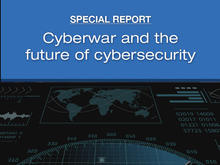 SPECIAL REPORT
Cyberwar and the
future of cybersecurity